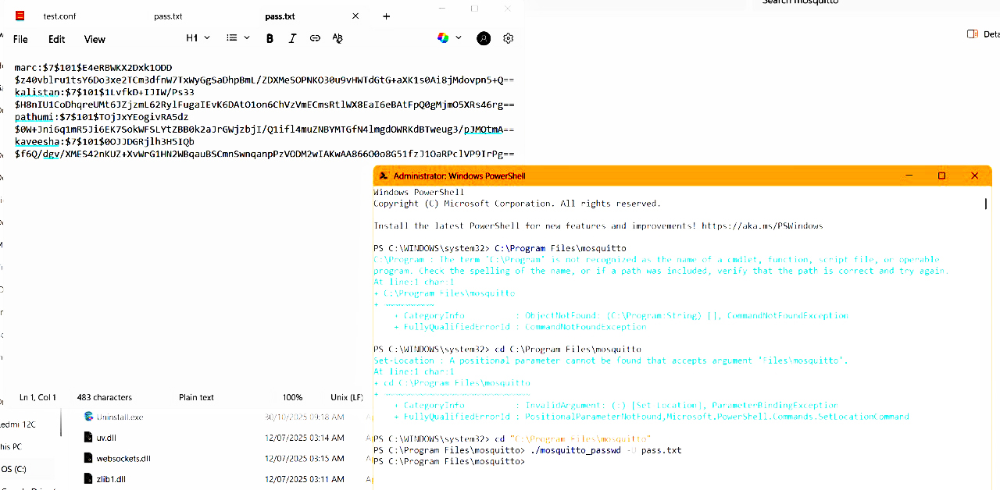 Search mosquitto
test.conf pass.txt pass.txt
File Edit View H1
Deta
marc:$7$101$E4eRBWKX2Dxk1ODD
$z40vblru1tsY6Do3xe2TCm3dfnW7TxWyGgSaDhpBmL/ZDXMeSOPNKO30u9vHWTdGtG+aXK1s0Ai8jMdovpn5+Q==
kalistan:$7$101$1LvfkD+IJIW/Ps33
$H8nIU1CoDhqreUMt6JZjzmL62RylFugaIEvK6DAtO1on6ChVzVmECmsRtlWX8EaI6eBAtFpQ0gMjmO5XRs46rg==
pathumi:$7$101$TOjJxYEogivRA5dz
$0W+Jni6q1mR5Ji6EK7SokWFSLYtZBB0k2aJrGWjzbjI/Q1ifl4muZNBYMTGfN4lmgdOWRKdBTweug3/pJMOtmA==
kaveesha:$7$101$0OJJDGRjlh3H5IQb
$f6Q/dgv/XMES42nKUZ+XvWrG1HN2WBqauBSCmnSwnqanpPzVODM2wIAKwAA866O0o8G51fzJ1OaRPclVP9IrPg==
Administrator: Windows PowerShell
Windows PowerShell
Copyright (C) Microsoft Corporation. All rights reserved.
Install the latest PowerShell for new features and improvements! https://aka.ms/PSWindows
PS C:\WINDOWS\system32> C:\Program Files\mosquitto
C:\Program : The term 'C:\Program' is not recognized as the name of a cmdlet, function, script file, or operable
program. Check the spelling of the name, or if a path was included, verify that the path is correct and try again.
At line:1 char:1
+ C:\Program Files\mosquitto
+ ~~~~~~~~~~
+ CategoryInfo : ObjectNotFound: (C:\Program:String) [], CommandNotFoundException
+ FullyQualifiedErrorId : CommandNotFoundException
PS C:\WINDOWS\system32> cd C:\Program Files\mosquitto
Set-Location : A positional parameter cannot be found that accepts argument 'Files\mosquitto'.
At line:1 char:1
+ cd C:\Program Files\mosquitto
+ ~~~~~~~~~~~~~~~~~~~~~~~~~~~~~
+ CategoryInfo : InvalidArgument: (:) [Set-Location], ParameterBindingException
+ FullyQualifiedErrorId : PositionalParameterNotFound,Microsoft.PowerShell.Commands.SetLocationCommand
PS C:\WINDOWS\system32> cd "C:\Program Files\mosquitto"
PS C:\Program Files\mosquitto> ./mosquitto_passwd -U pass.txt
PS C:\Program Files\mosquitto>
Ln 1, Col 1 483 characters Plain text 100% Unix (LF)
Uninstall.exe 30/10/2025 09:18 AM
edmi 12C
uv.dll 12/07/2025 03:14 AM
his PC
websockets.dll 12/07/2025 03:15 AM
OS (C:)
zlib1.dll 12/07/2025 03:11 AM